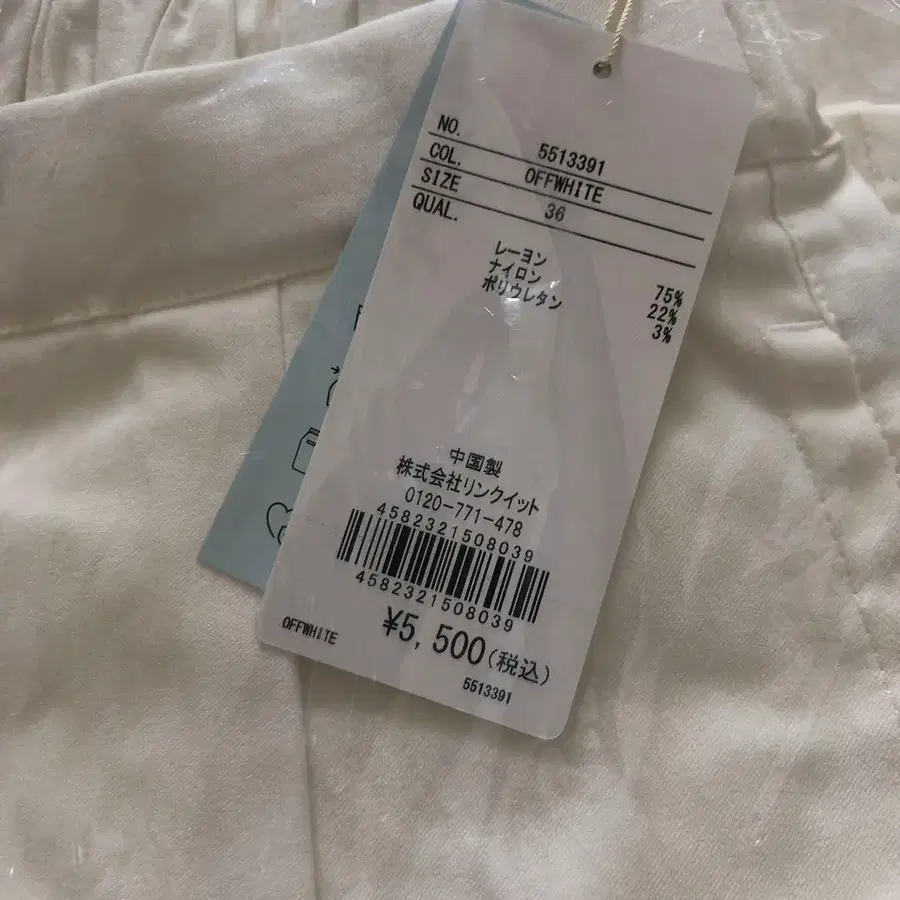 NO. 5513391
COL. OFFWHITE
SIZE 36
QUAL.
レーヨン 75%
ナイロン 22%
ポリウレタン 3%
中国製
株式会社リンクイット
0120-771-478
4582321508039
4582321508039
¥5,500(税込)
OFFWHITE
5513391